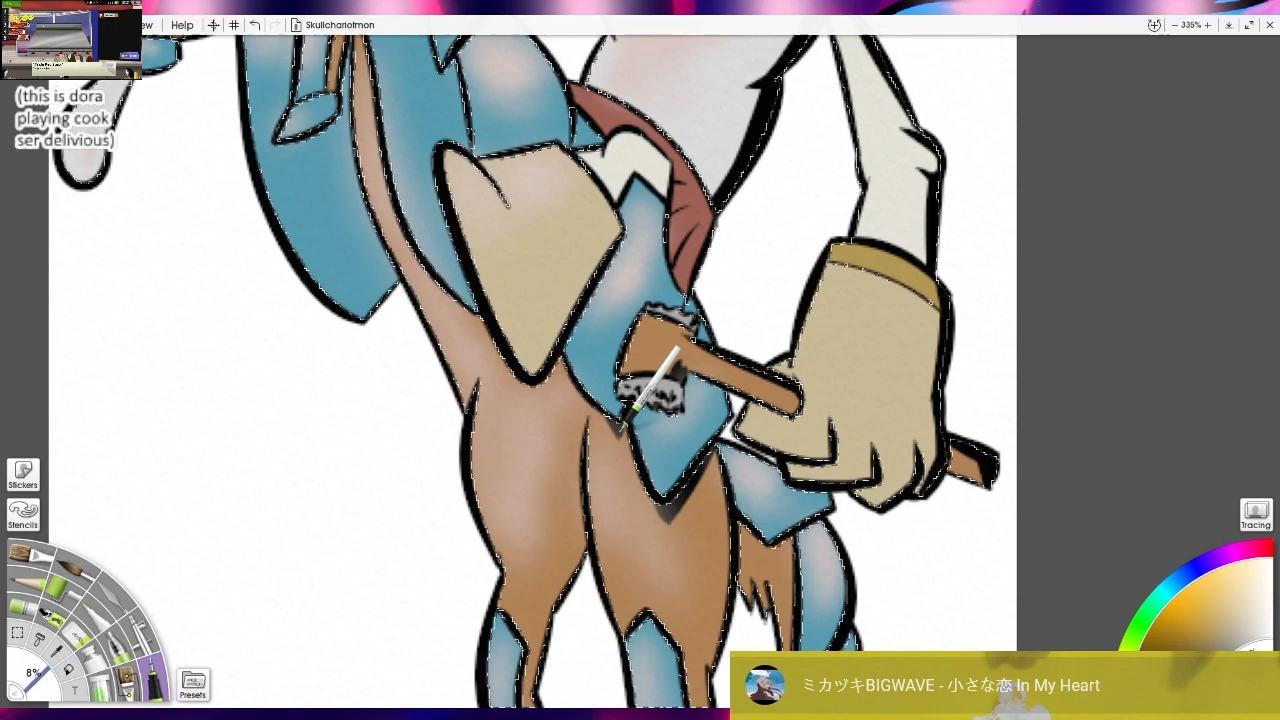 ew Help Skullchariotmon 335%
(this is dora
playing cook
ser delivious)
Stickers
Stencils
Tracing
8%
Presets
ミカヅキBIGWAVE - 小さな恋 In My Heart